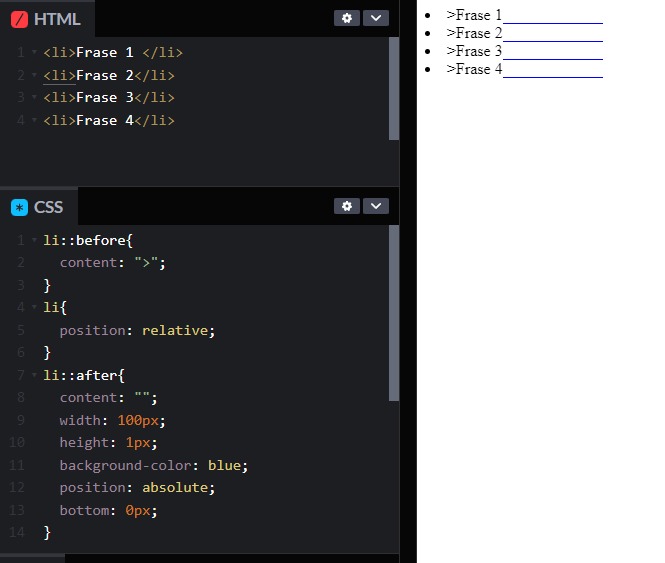 HTML
1 <li>Frase 1 </li>
2 <li>Frase 2</li>
3 <li>Frase 3</li>
4 <li>Frase 4</li>
CSS
1 li::before{
2 content: ">";
3 }
4 li{
5 position: relative;
6 }
7 li::after{
8 content: "";
9 width: 100px;
10 height: 1px;
11 background-color: blue;
12 position: absolute;
13 bottom: 0px;
14 }
• >Frase 1
• >Frase 2
• >Frase 3
• >Frase 4